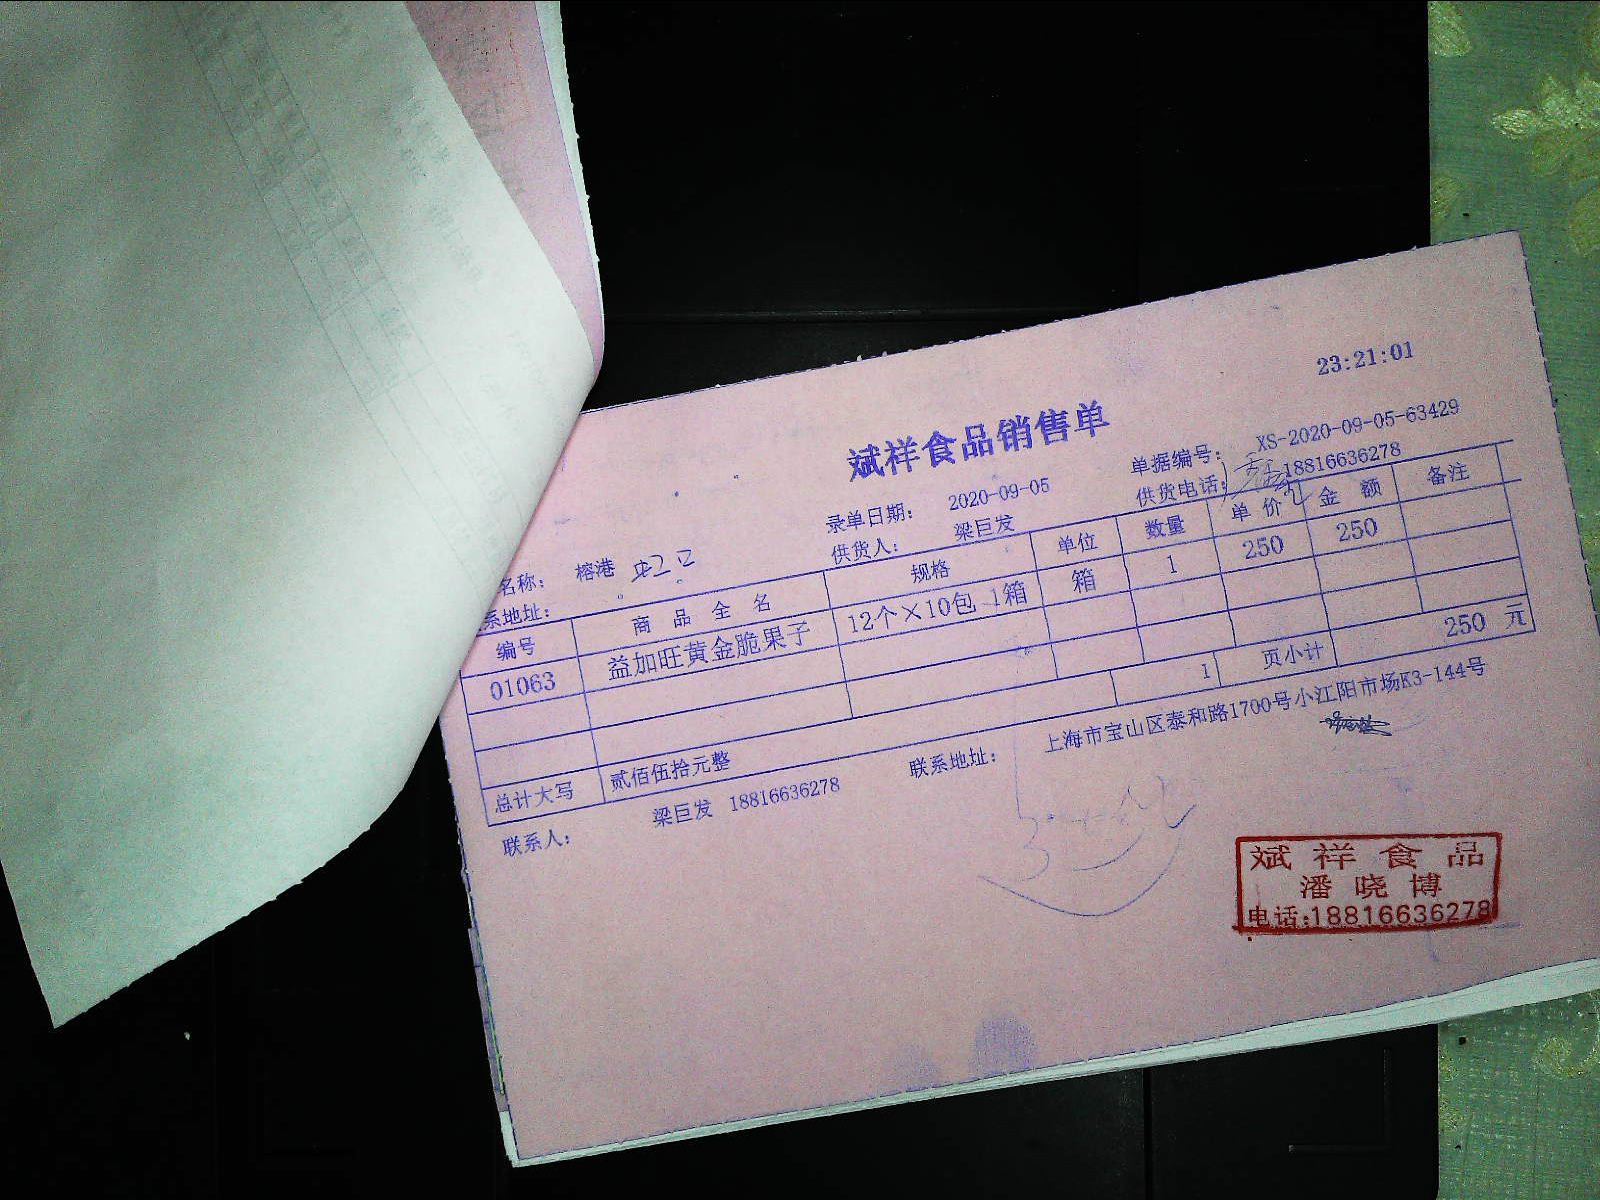 23:21:01
斌祥食品销售单
录单日期: 2020-09-05 单据编号: XS-2020-09-05-63429
名称: 榕港 供货人: 梁巨发 供货电话: 18816636278
系地址:
编号 商品全名 规格 单位 数量 单价 金额 备注
01063 益加旺黄金脆果子 12个×10包 1箱 箱 1 250 250
1 页小计 250 元
总计大写 贰佰伍拾元整
联系人: 梁巨发 18816636278 联系地址: 上海市宝山区泰和路1700号小江阳市场K3-144号
斌祥食品
潘晓博
电话:18816636278